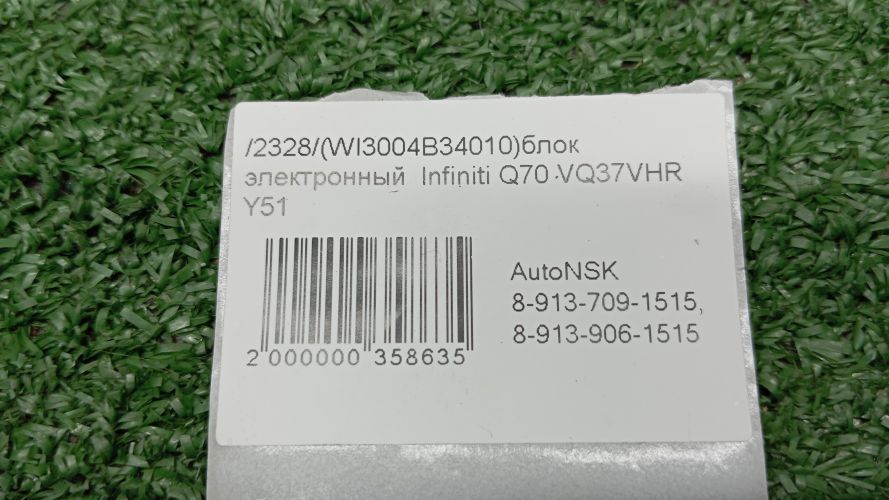 /2328/(WI3004B34010)блок
электронный Infiniti Q70 VQ37VHR
Y51
AutoNSK
8-913-709-1515,
8-913-906-1515
2 000000 358635